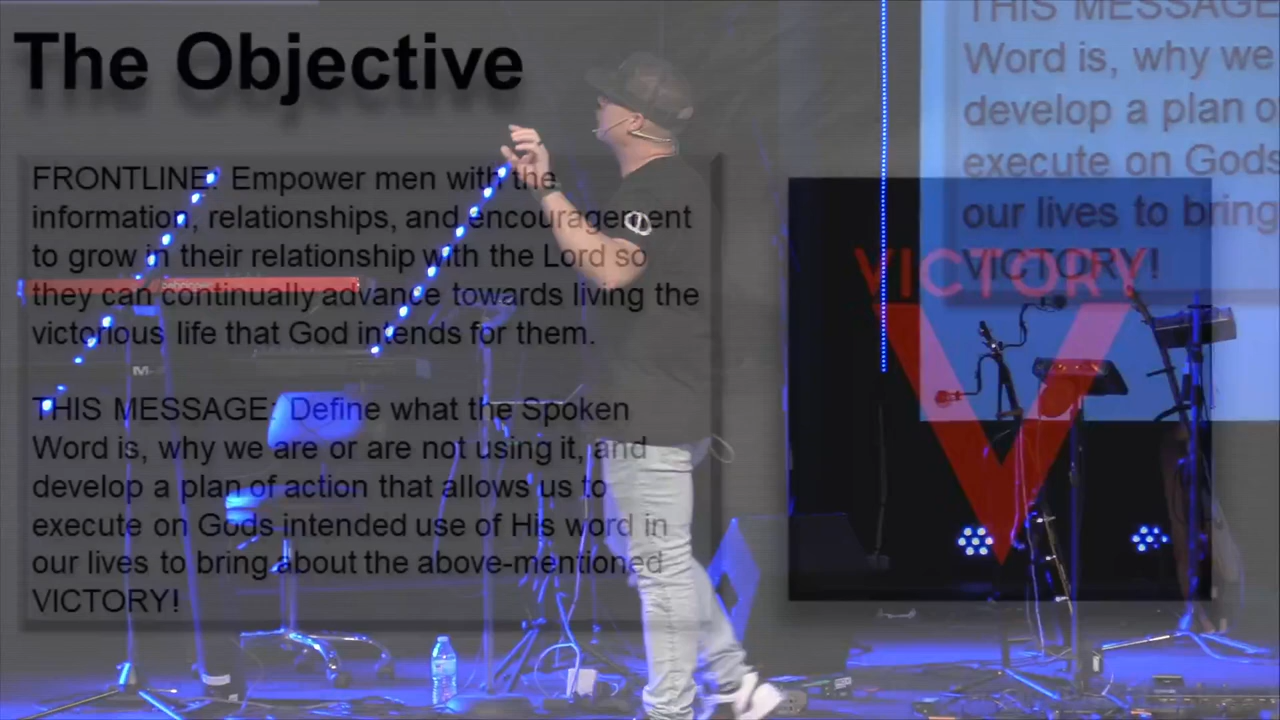 The Objective
FRONTLINE: Empower men with the
information, relationships, and encouragement
to grow in their relationship with the Lord so
they can continually advance towards living the
victorious life that God intends for them.
THIS MESSAGE: Define what the Spoken
Word is, why we are or are not using it, and
develop a plan of action that allows us to
execute on Gods intended use of His word in
our lives to bring about the above-mentioned
VICTORY!
VICTORY
THIS MESSAGE
Word is, why we
develop a plan o
execute on Gods
our lives to bring
VICTORY!